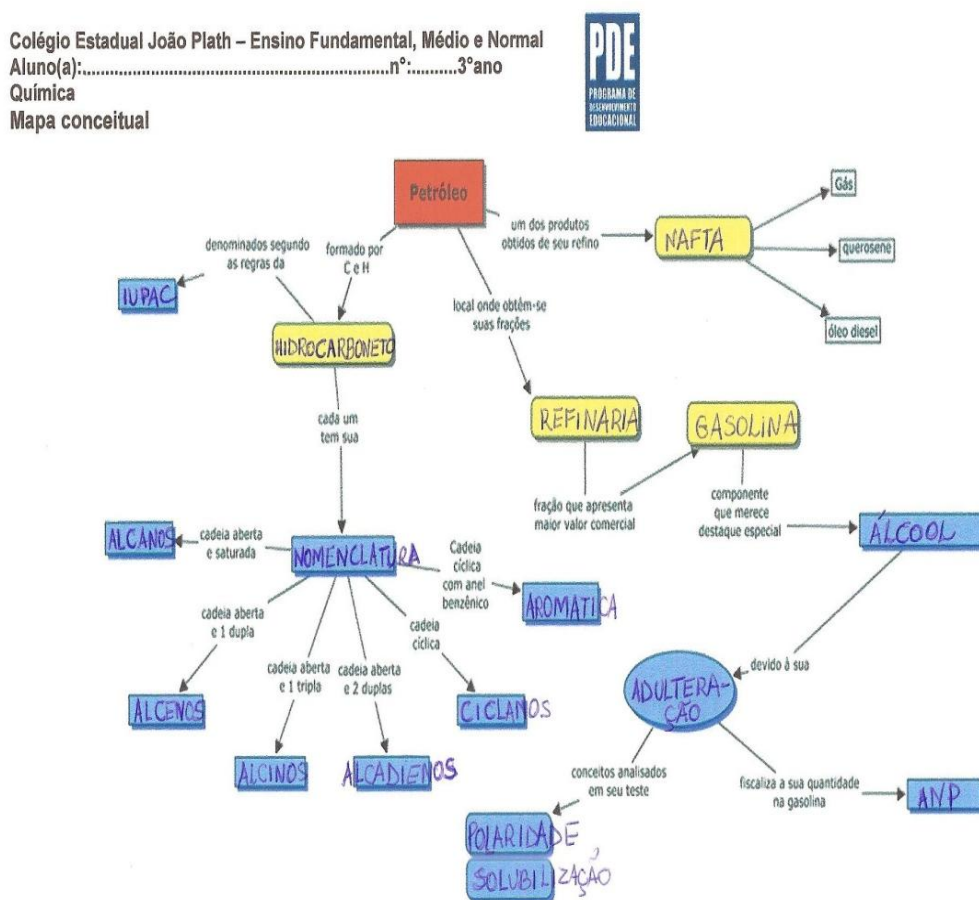 Colégio Estadual João Plath – Ensino Fundamental, Médio e Normal
Aluno(a):...............................................................n°:..........3°ano
Química
Mapa conceitual
PDE
PROGRAMA DE
DESENVOLVIMENTO
EDUCACIONAL
Petróleo
um dos produtos
obtidos de seu refino
NAFTA
Gás
querosene
óleo diesel
denominados segundo
as regras da
IUPAC
formado por
C e H
HIDROCARBONETO
local onde obtêm-se
suas frações
REFINARIA
GASOLINA
fração que apresenta
maior valor comercial
componente
que merece
destaque especial
ÁLCOOL
cada um
tem sua
NOMENCLATURA
cadeia aberta
e saturada
ALCANOS
Cadeia
cíclica
com anel
benzênico
AROMATICA
cadeia aberta
e 1 dupla
ALCENOS
cadeia aberta
e 1 tripla
ALCINOS
cadeia aberta
e 2 duplas
ALCADIENOS
cadeia
cíclica
CICLANOS
devido à sua
ADULTERA-
ÇÃO
conceitos analisados
em seu teste
POLARIDADE
SOLUBILIZAÇÃO
fiscaliza a sua quantidade
na gasolina
ANP